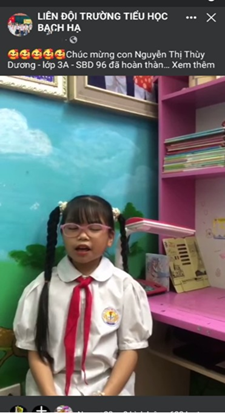 LIÊN ĐỘI TRƯỜNG TIỂU HỌC
BẠCH HẠ
🥰🥰🥰🥰🥰Chúc mừng con Nguyễn Thị Thùy
Dương - lớp 3A - SBD 96 đã hoàn thàn... Xem thêm